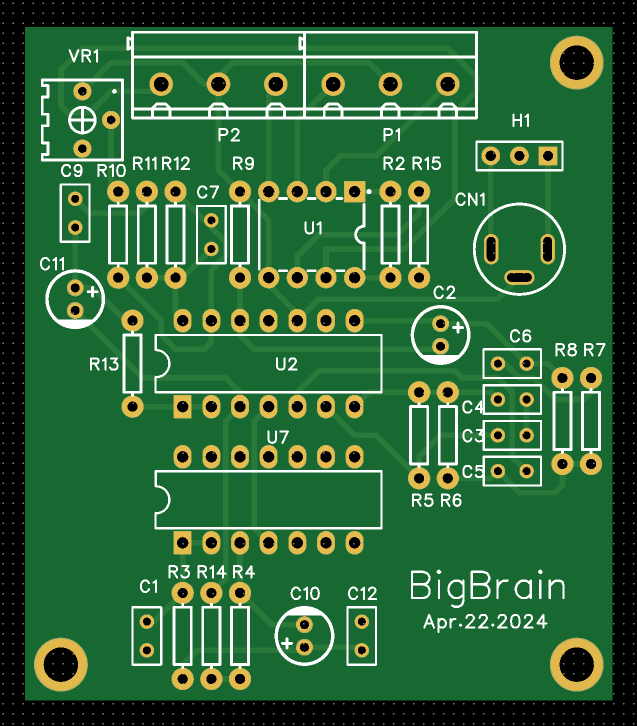 VR1
P2 P1
H1
C9 R10 R11 R12 R9 R2 R15
C7
CN1
U1
C11
C2
C6
R13 U2 R8 R7
C4
U7 C3
C5
R5 R6
R3 R14 R4
C1 C10 C12
BigBrain
Apr.22.2024